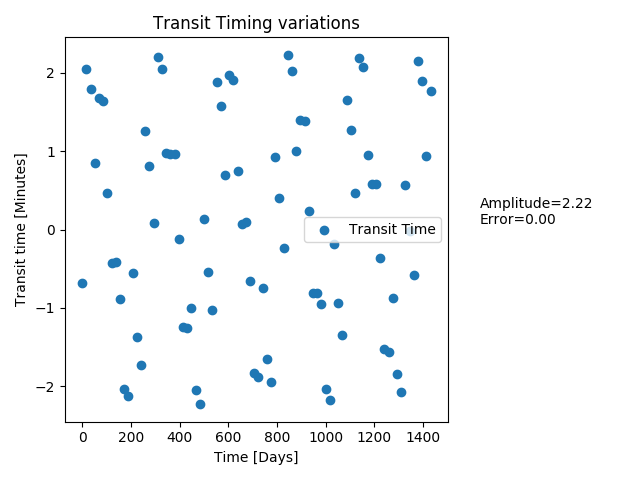 Transit Timing variations
Transit time [Minutes]
2
1
0
−1
−2
Transit Time
Amplitude=2.22
Error=0.00
0 200 400 600 800 1000 1200 1400
Time [Days]